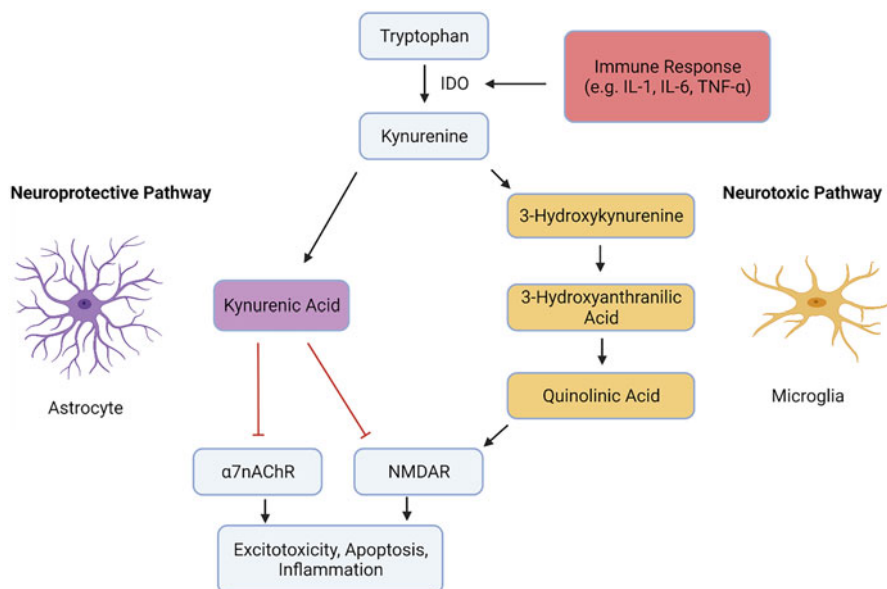 Tryptophan
IDO
Immune Response
(e.g. IL-1, IL-6, TNF-α)
Kynurenine
Neuroprotective Pathway
Neurotoxic Pathway
3-Hydroxykynurenine
Kynurenic Acid
3-Hydroxyanthranilic
Acid
Quinolinic Acid
Astrocyte
Microglia
α7nAChR
NMDAR
Excitotoxicity, Apoptosis,
Inflammation